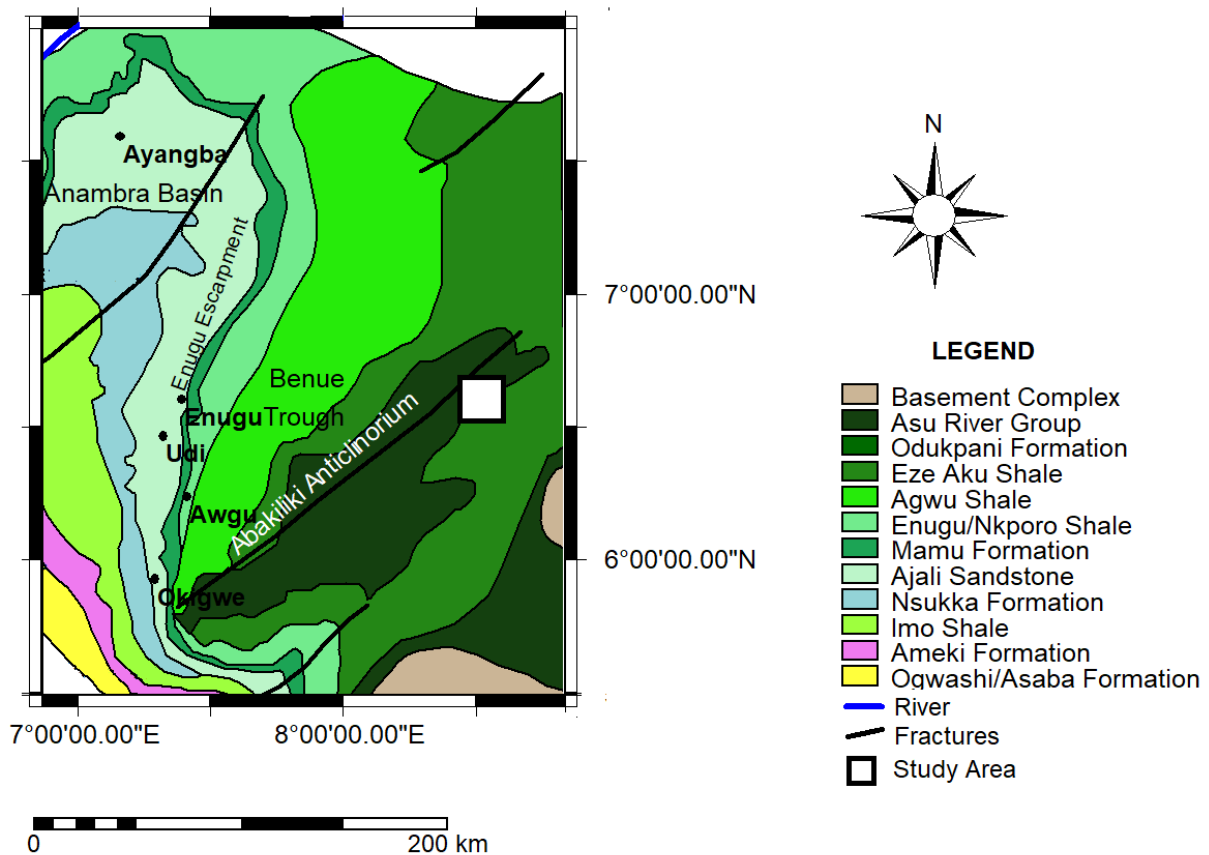 N
Ayangba
Anambra Basin
Enugu Escarpment
7°00'00.00"N
Benue
Trough
Enugu
Udi
Abakiliki Anticlinorium
Awgu
6°00'00.00"N
Okigwe
7°00'00.00"E
8°00'00.00"E
0
200 km
LEGEND
Basement Complex
Asu River Group
Odukpani Formation
Eze Aku Shale
Agwu Shale
Enugu/Nkporo Shale
Mamu Formation
Ajali Sandstone
Nsukka Formation
Imo Shale
Ameki Formation
Ogwashi/Asaba Formation
River
Fractures
Study Area